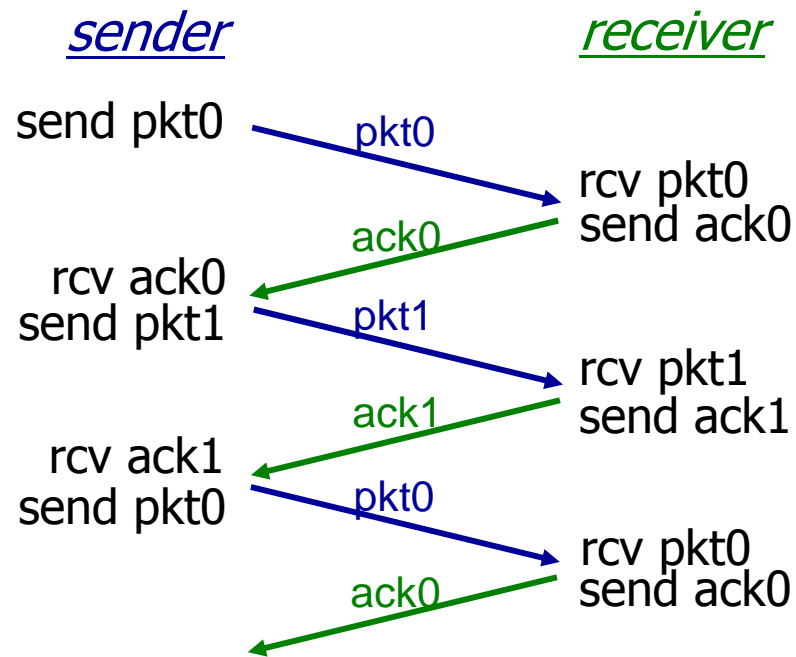 sender
receiver
send pkt0
pkt0
rcv pkt0
send ack0
ack0
rcv ack0
send pkt1
pkt1
rcv pkt1
send ack1
ack1
rcv ack1
send pkt0
pkt0
rcv pkt0
send ack0
ack0